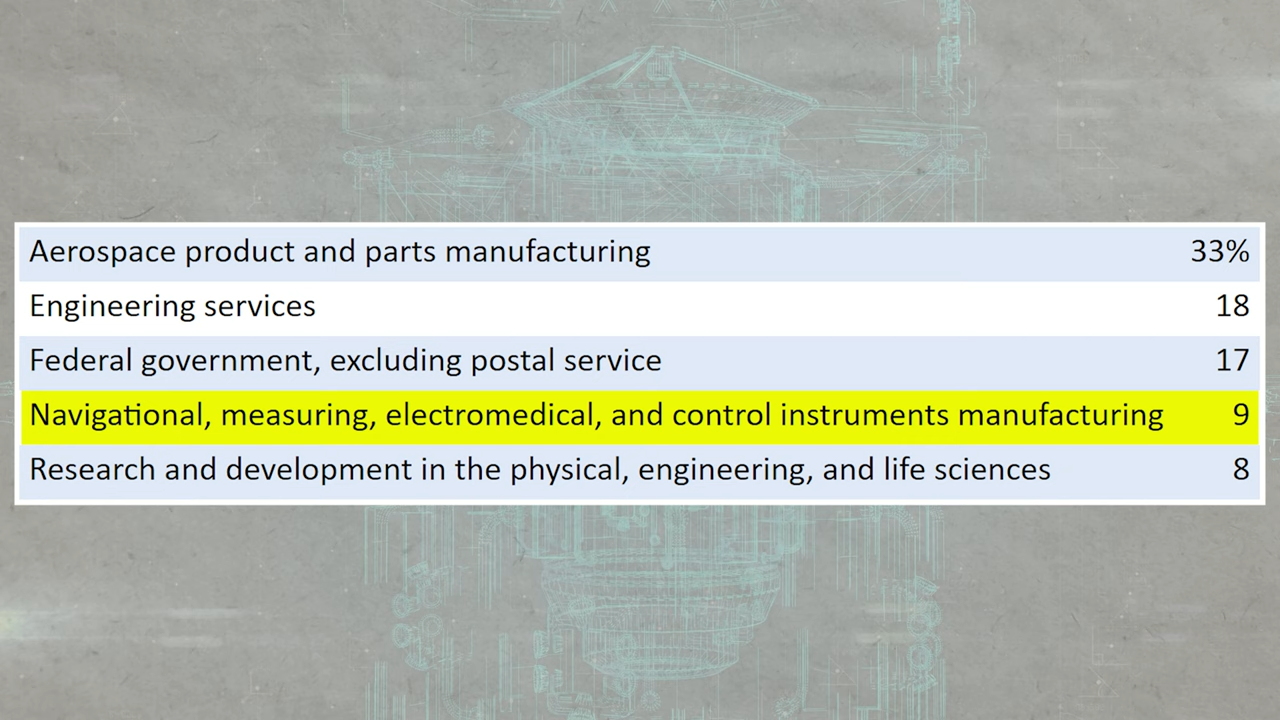 Aerospace product and parts manufacturing 33%
Engineering services 18
Federal government, excluding postal service 17
Navigational, measuring, electromedical, and control instruments manufacturing 9
Research and development in the physical, engineering, and life sciences 8